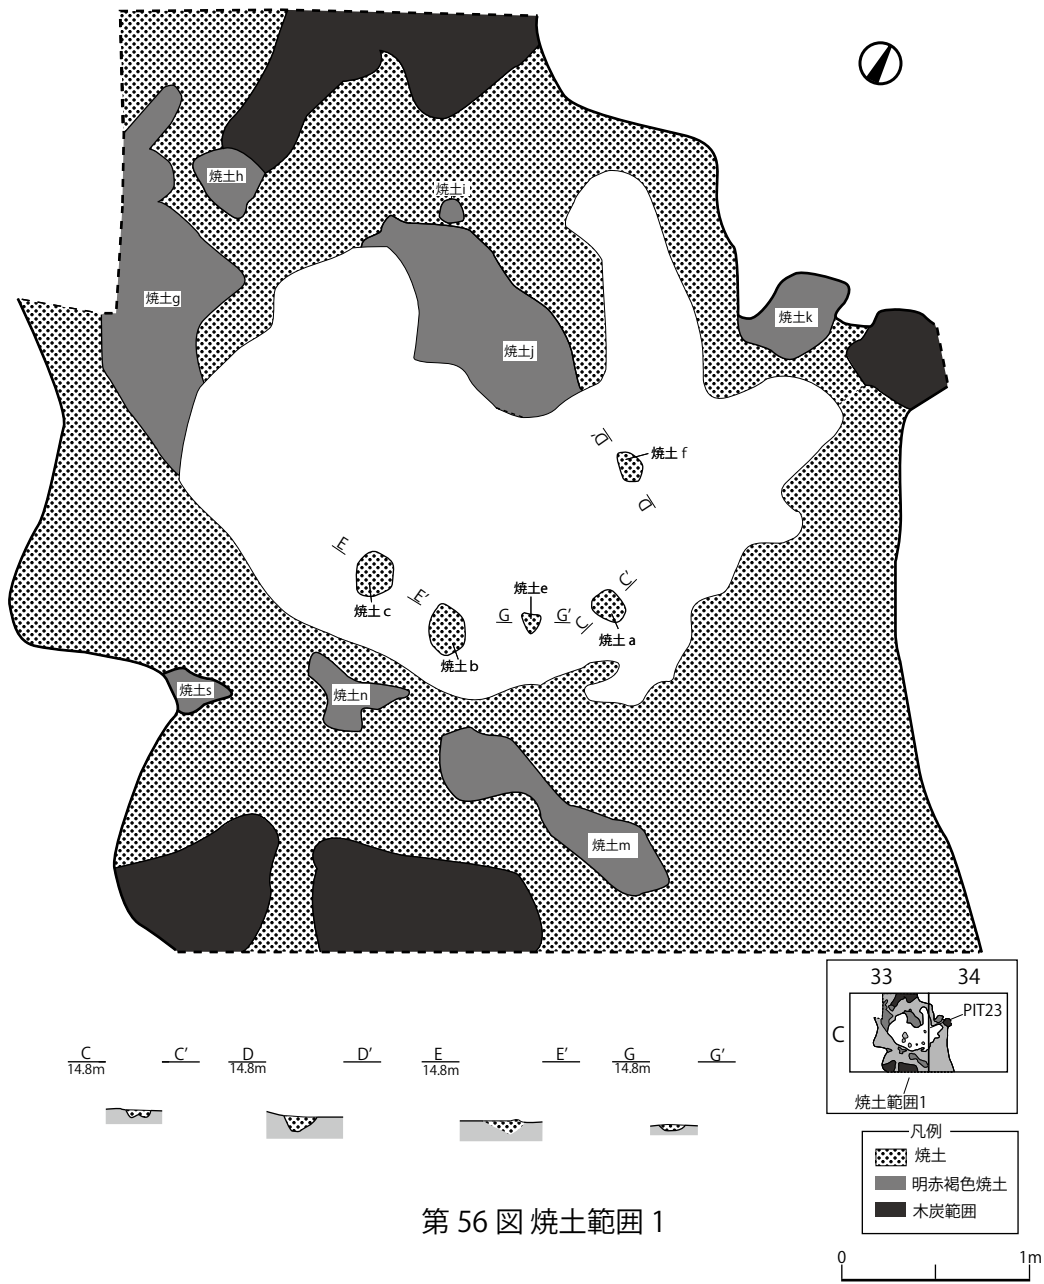 焼土h
焼土i
焼土g
焼土k
焼土j
D'
焼土 f
D
E
焼土e
C'
焼土 c
E'
G
G'
C
焼土 a
焼土 b
焼土s
焼土n
焼土m
33
34
PIT23
C
焼土範囲1
C
C'
D
D'
E
E'
G
G'
14.8m
14.8m
14.8m
14.8m
凡例
焼土
明赤褐色焼土
木炭範囲
第 56 図 焼土範囲 1
0
1m